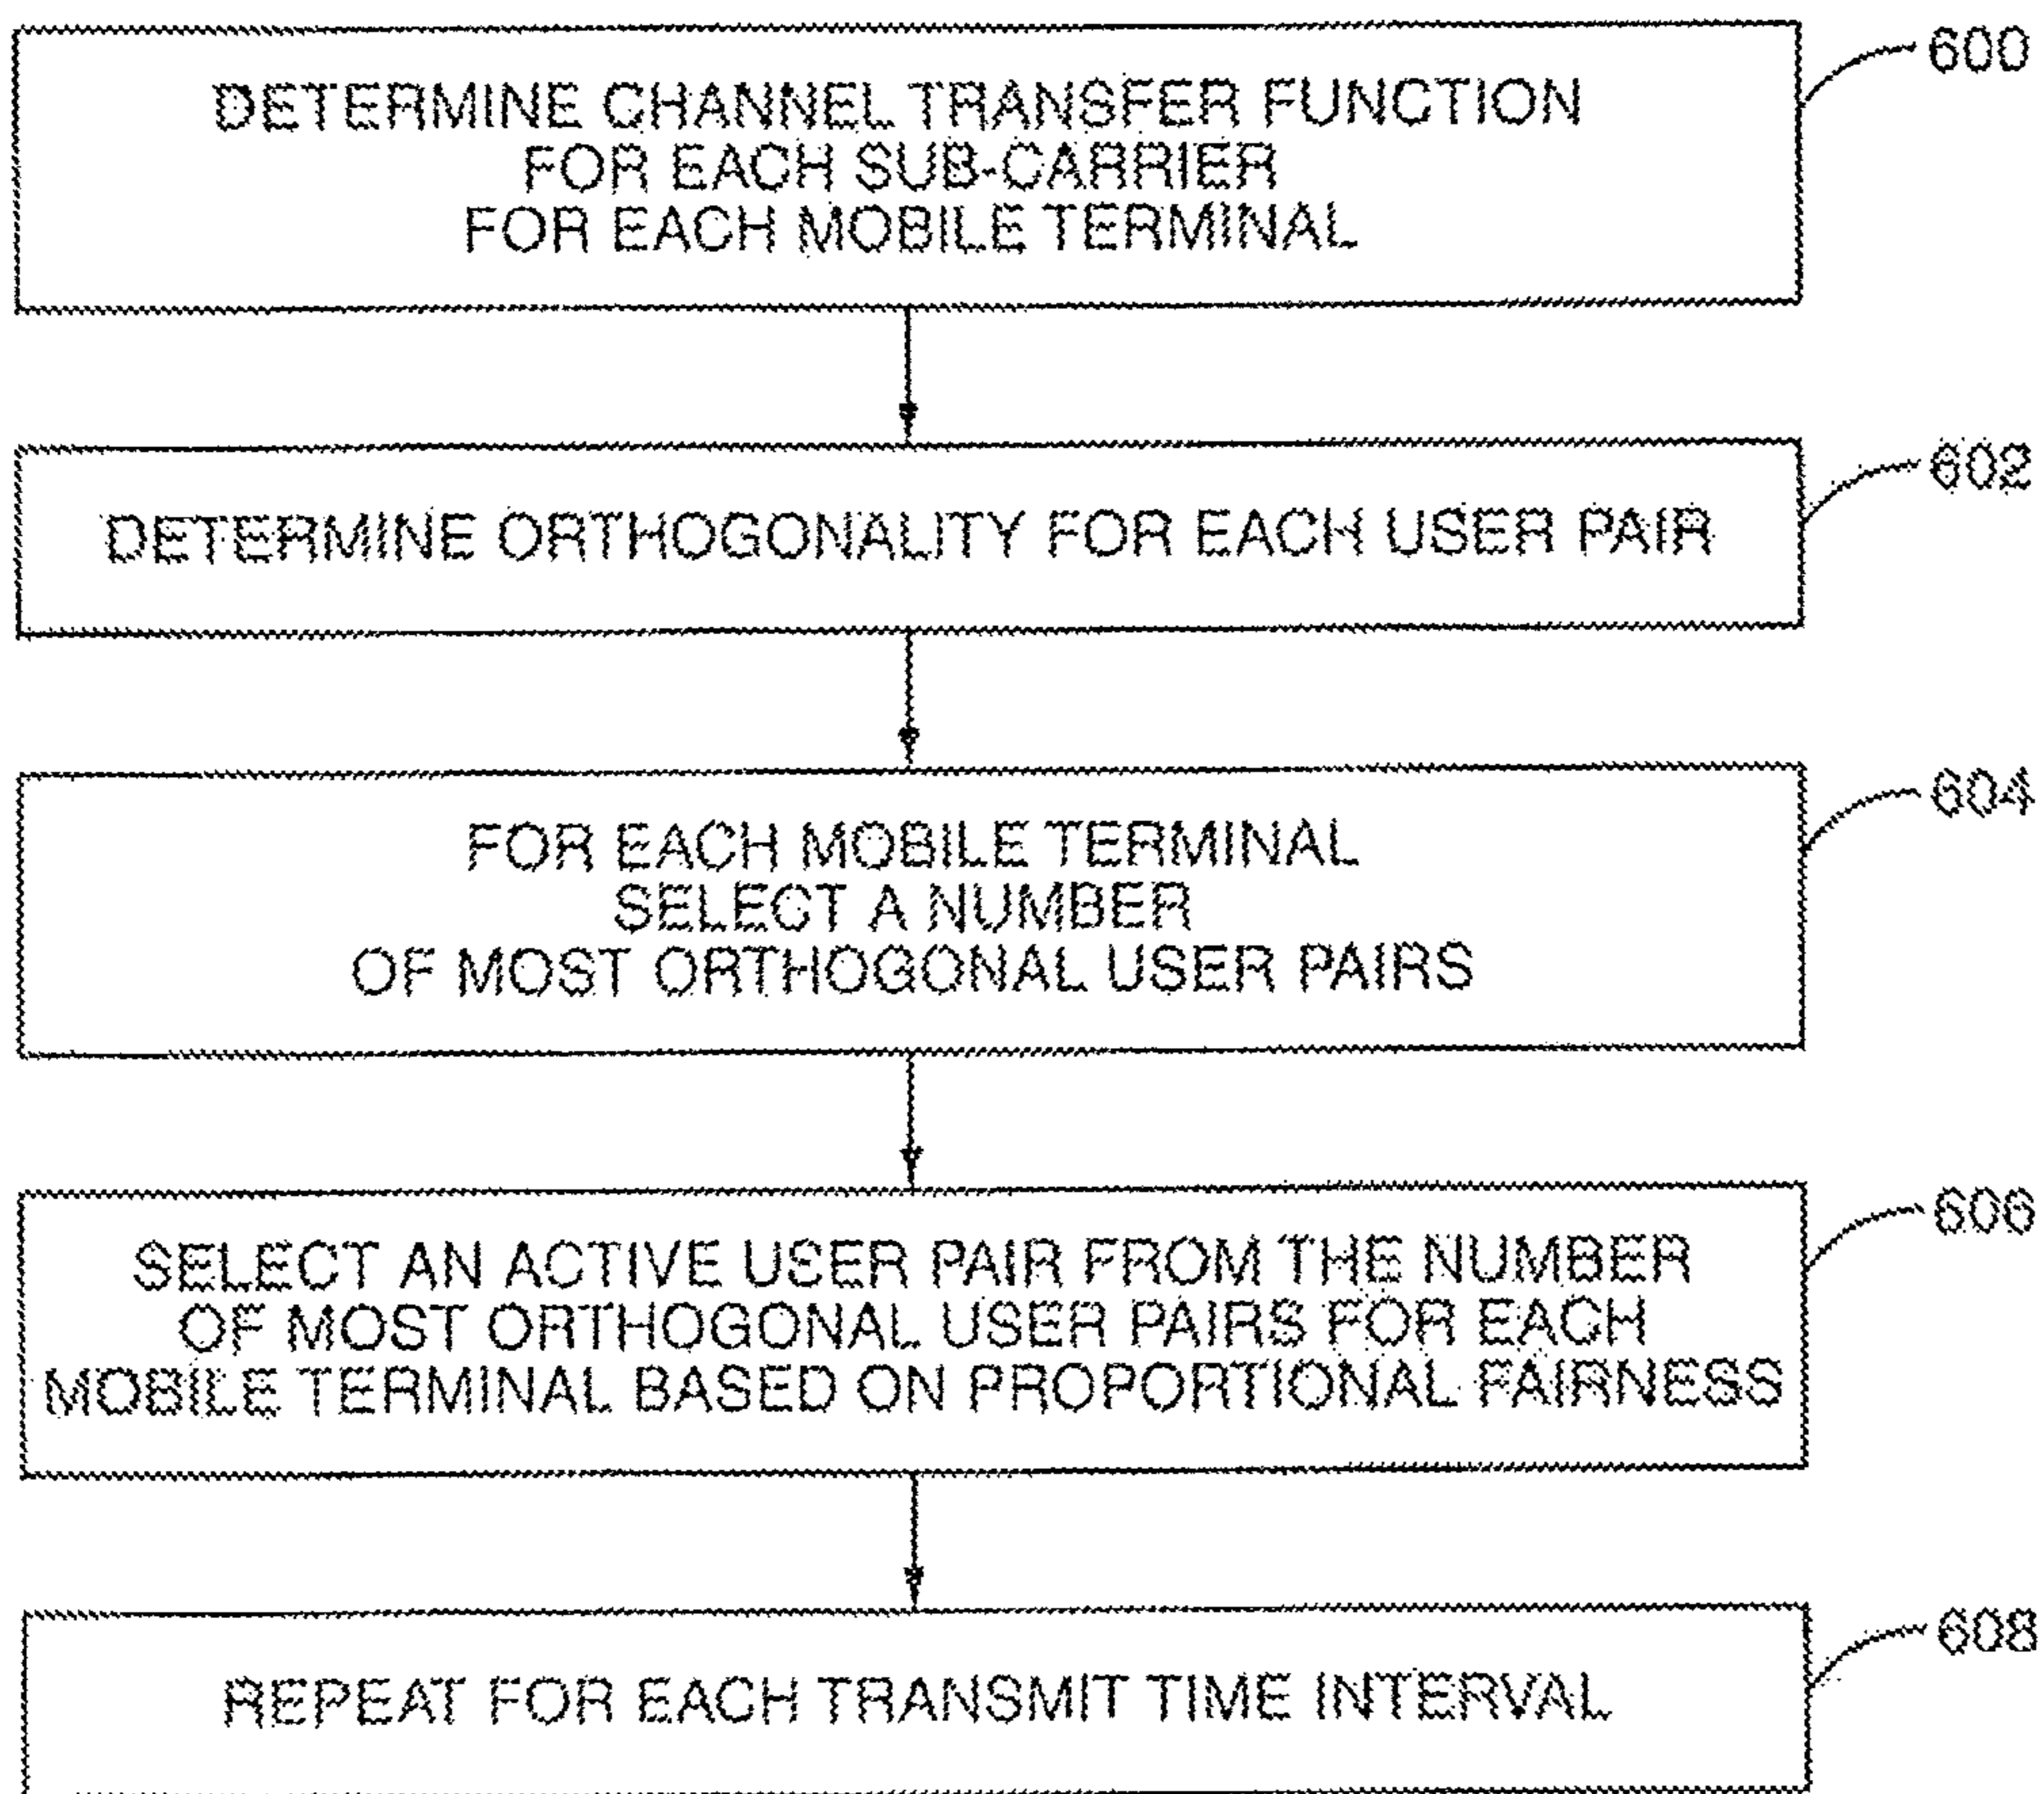 600
DETERMINE CHANNEL TRANSFER FUNCTION
FOR EACH SUB-CARRIER
FOR EACH MOBILE TERMINAL
602
DETERMINE ORTHOGONALITY FOR EACH USER PAIR
604
FOR EACH MOBILE TERMINAL
SELECT A NUMBER
OF MOST ORTHOGONAL USER PAIRS
606
SELECT AN ACTIVE USER PAIR FROM THE NUMBER
OF MOST ORTHOGONAL USER PAIRS FOR EACH
MOBILE TERMINAL BASED ON PROPORTIONAL FAIRNESS
608
REPEAT FOR EACH TRANSMIT TIME INTERVAL